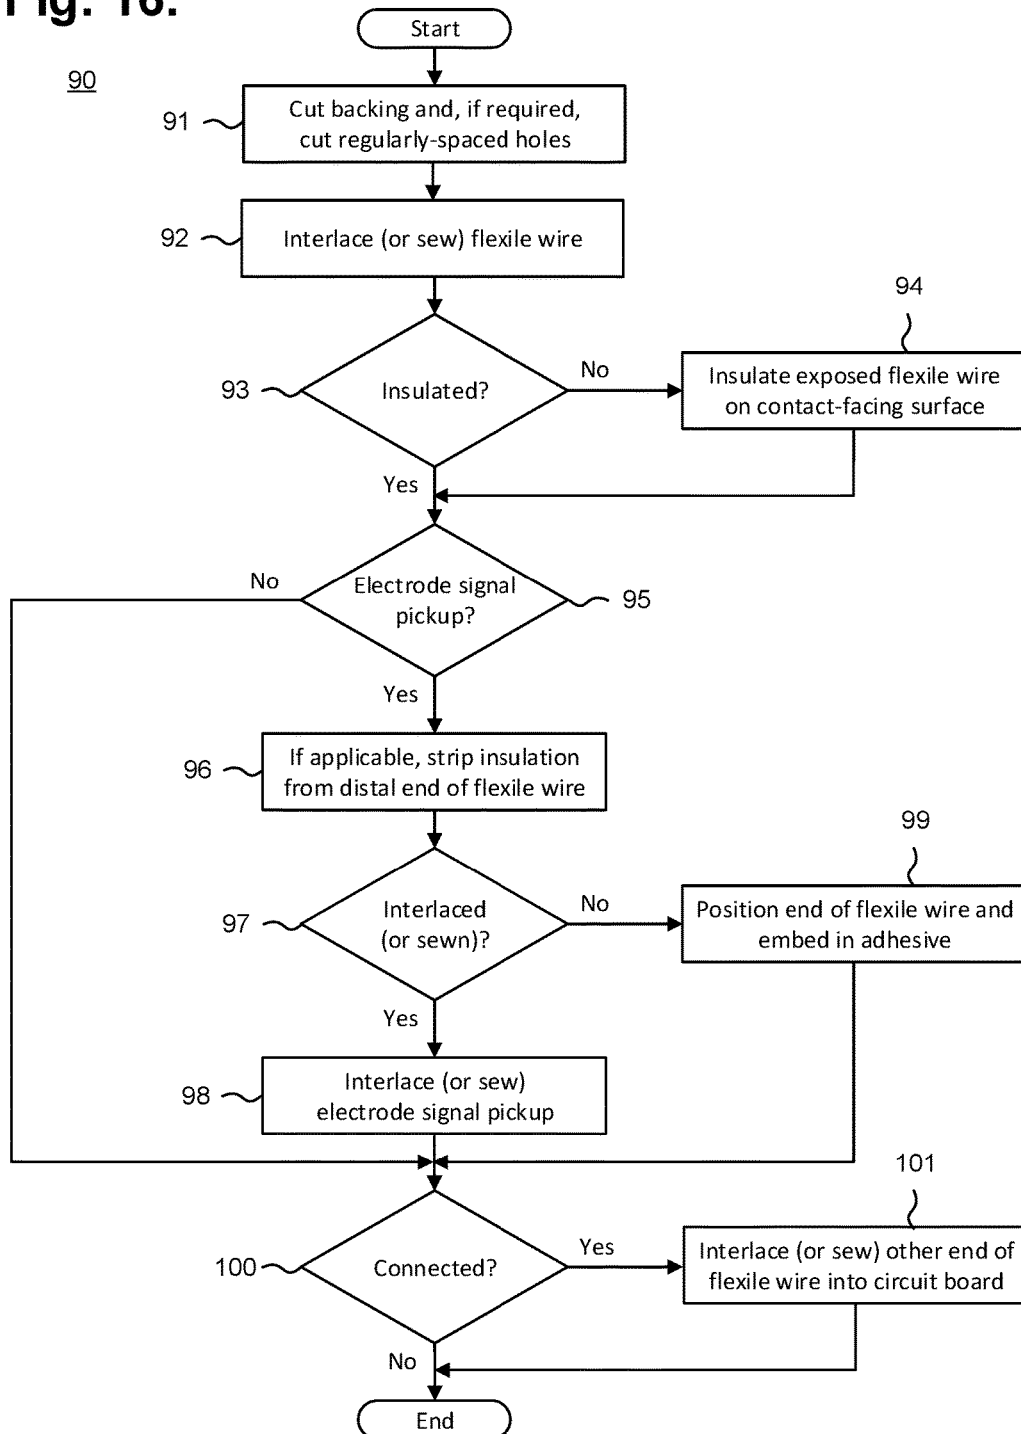 Fig. 16.
Start
90
91
Cut backing and, if required,
cut regularly-spaced holes
92
Interlace (or sew) flexile wire
94
93
Insulated?
No
Insulate exposed flexile wire
on contact-facing surface
Yes
No
Electrode signal
pickup?
95
Yes
96
If applicable, strip insulation
from distal end of flexile wire
99
97
Interlaced
(or sewn)?
No
Position end of flexile wire and
embed in adhesive
Yes
98
Interlace (or sew)
electrode signal pickup
101
100
Connected?
Yes
Interlace (or sew) other end of
flexile wire into circuit board
No
End